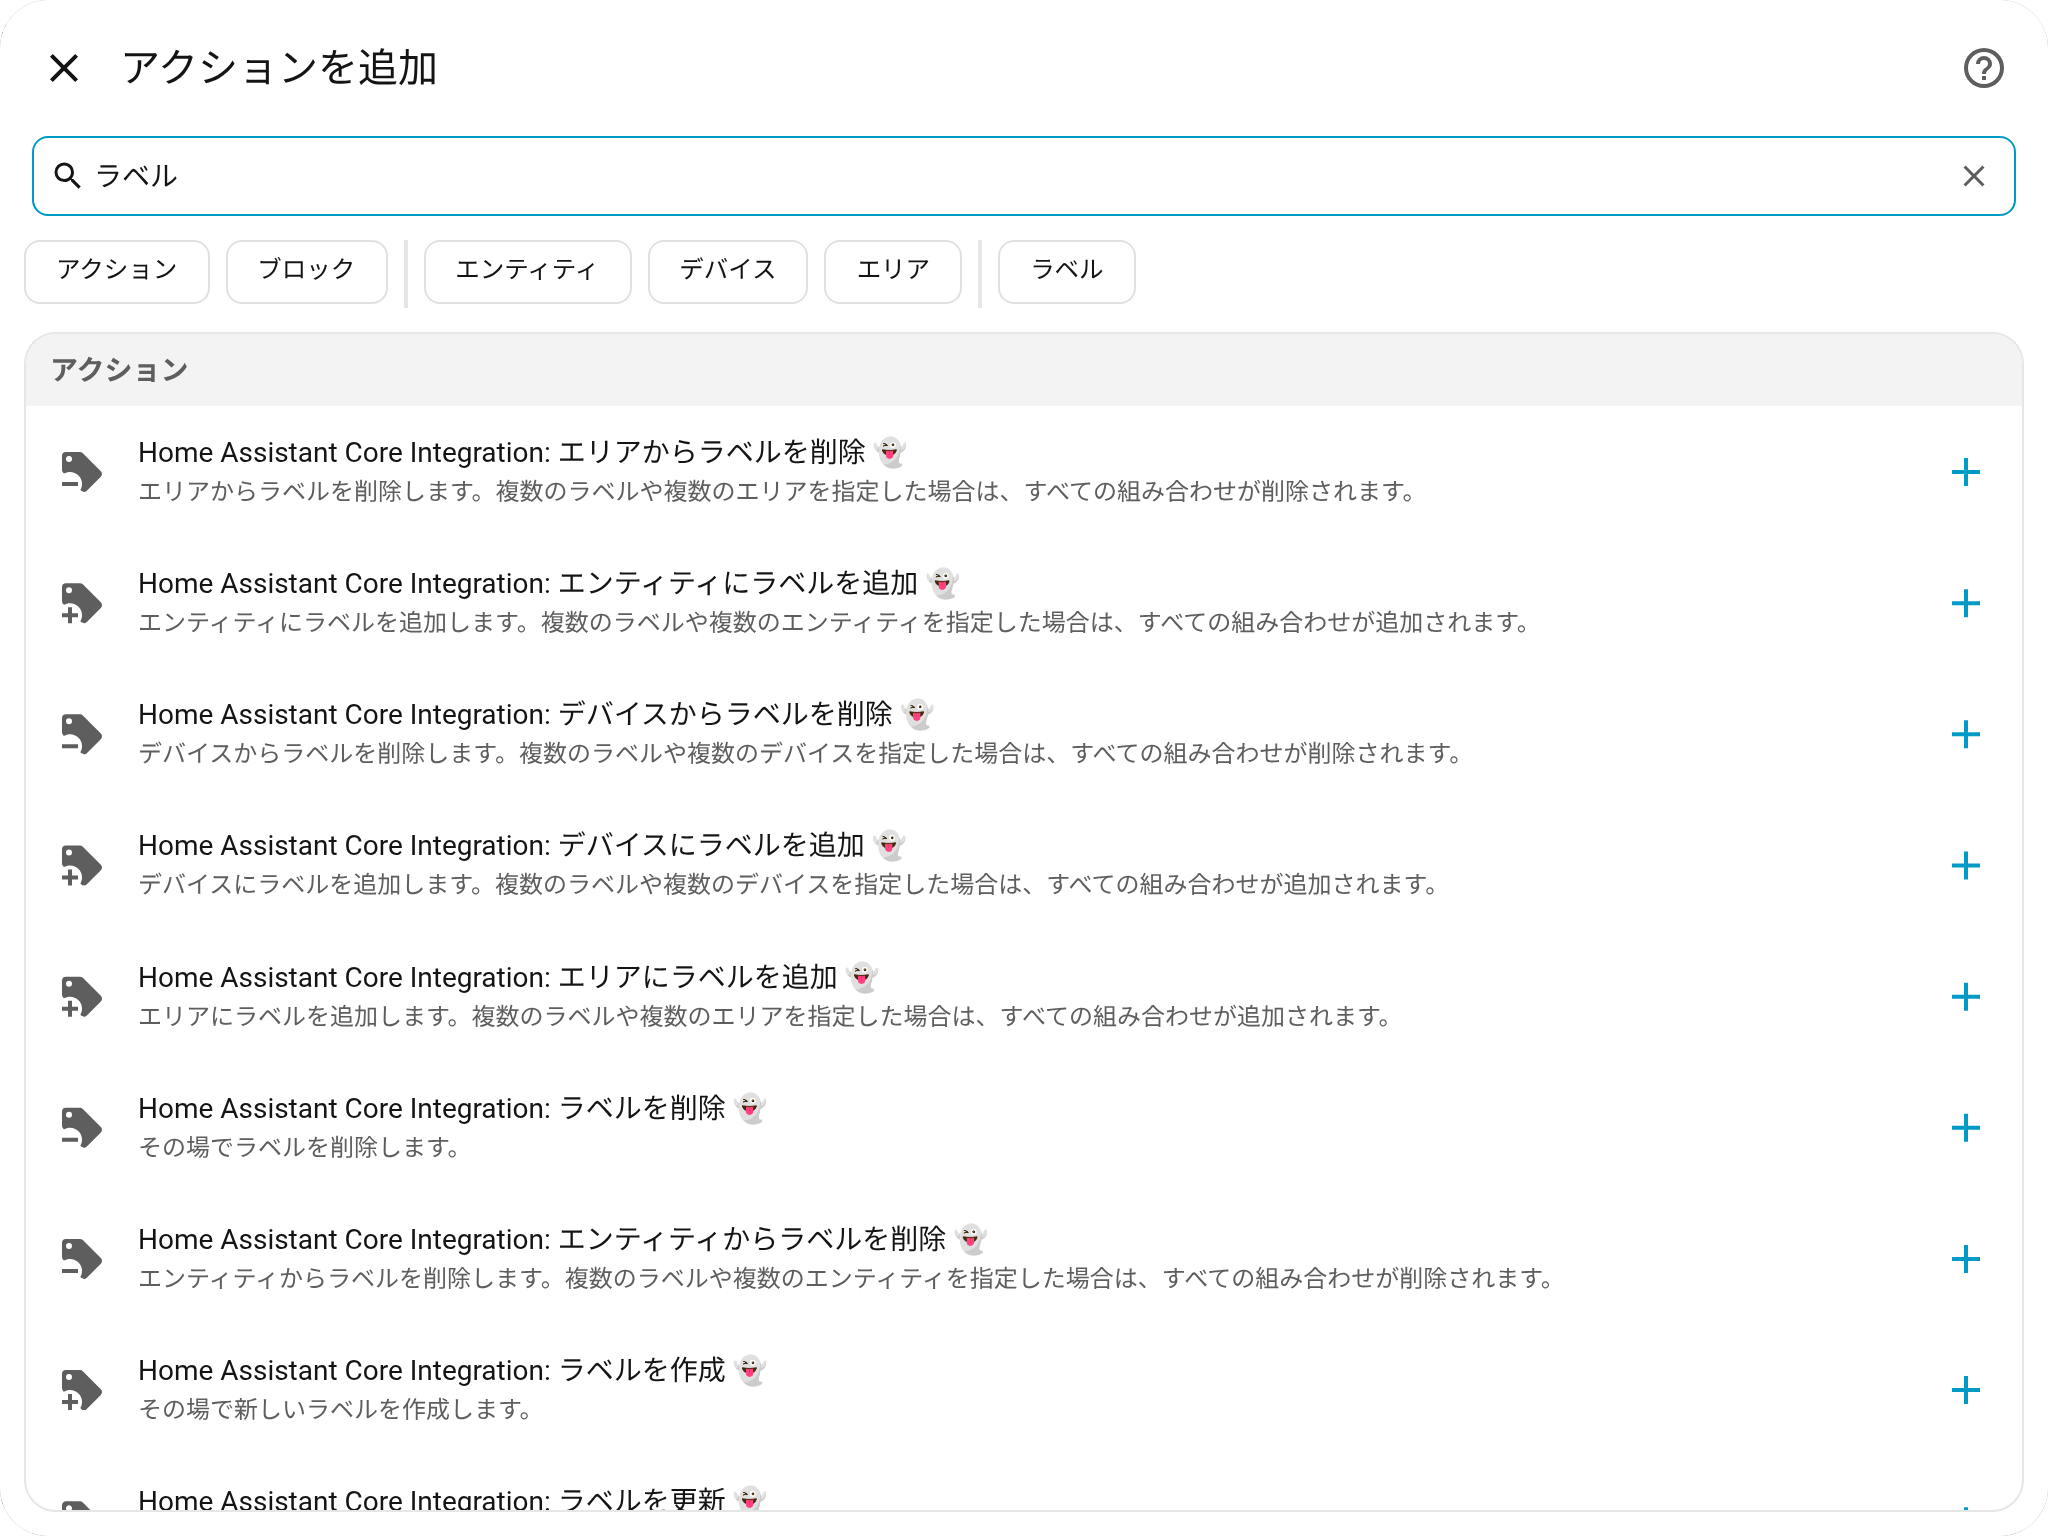 アクションを追加
ラベル
アクション ブロック エンティティ デバイス エリア ラベル
アクション
Home Assistant Core Integration: エリアからラベルを削除 👻
エリアからラベルを削除します。複数のラベルや複数のエリアを指定した場合は、すべての組み合わせが削除されます。
Home Assistant Core Integration: エンティティにラベルを追加 👻
エンティティにラベルを追加します。複数のラベルや複数のエンティティを指定した場合は、すべての組み合わせが追加されます。
Home Assistant Core Integration: デバイスからラベルを削除 👻
デバイスからラベルを削除します。複数のラベルや複数のデバイスを指定した場合は、すべての組み合わせが削除されます。
Home Assistant Core Integration: デバイスにラベルを追加 👻
デバイスにラベルを追加します。複数のラベルや複数のデバイスを指定した場合は、すべての組み合わせが追加されます。
Home Assistant Core Integration: エリアにラベルを追加 👻
エリアにラベルを追加します。複数のラベルや複数のエリアを指定した場合は、すべての組み合わせが追加されます。
Home Assistant Core Integration: ラベルを削除 👻
その場でラベルを削除します。
Home Assistant Core Integration: エンティティからラベルを削除 👻
エンティティからラベルを削除します。複数のラベルや複数のエンティティを指定した場合は、すべての組み合わせが削除されます。
Home Assistant Core Integration: ラベルを作成 👻
その場で新しいラベルを作成します。
Home Assistant Core Integration: ラベルを更新 👻